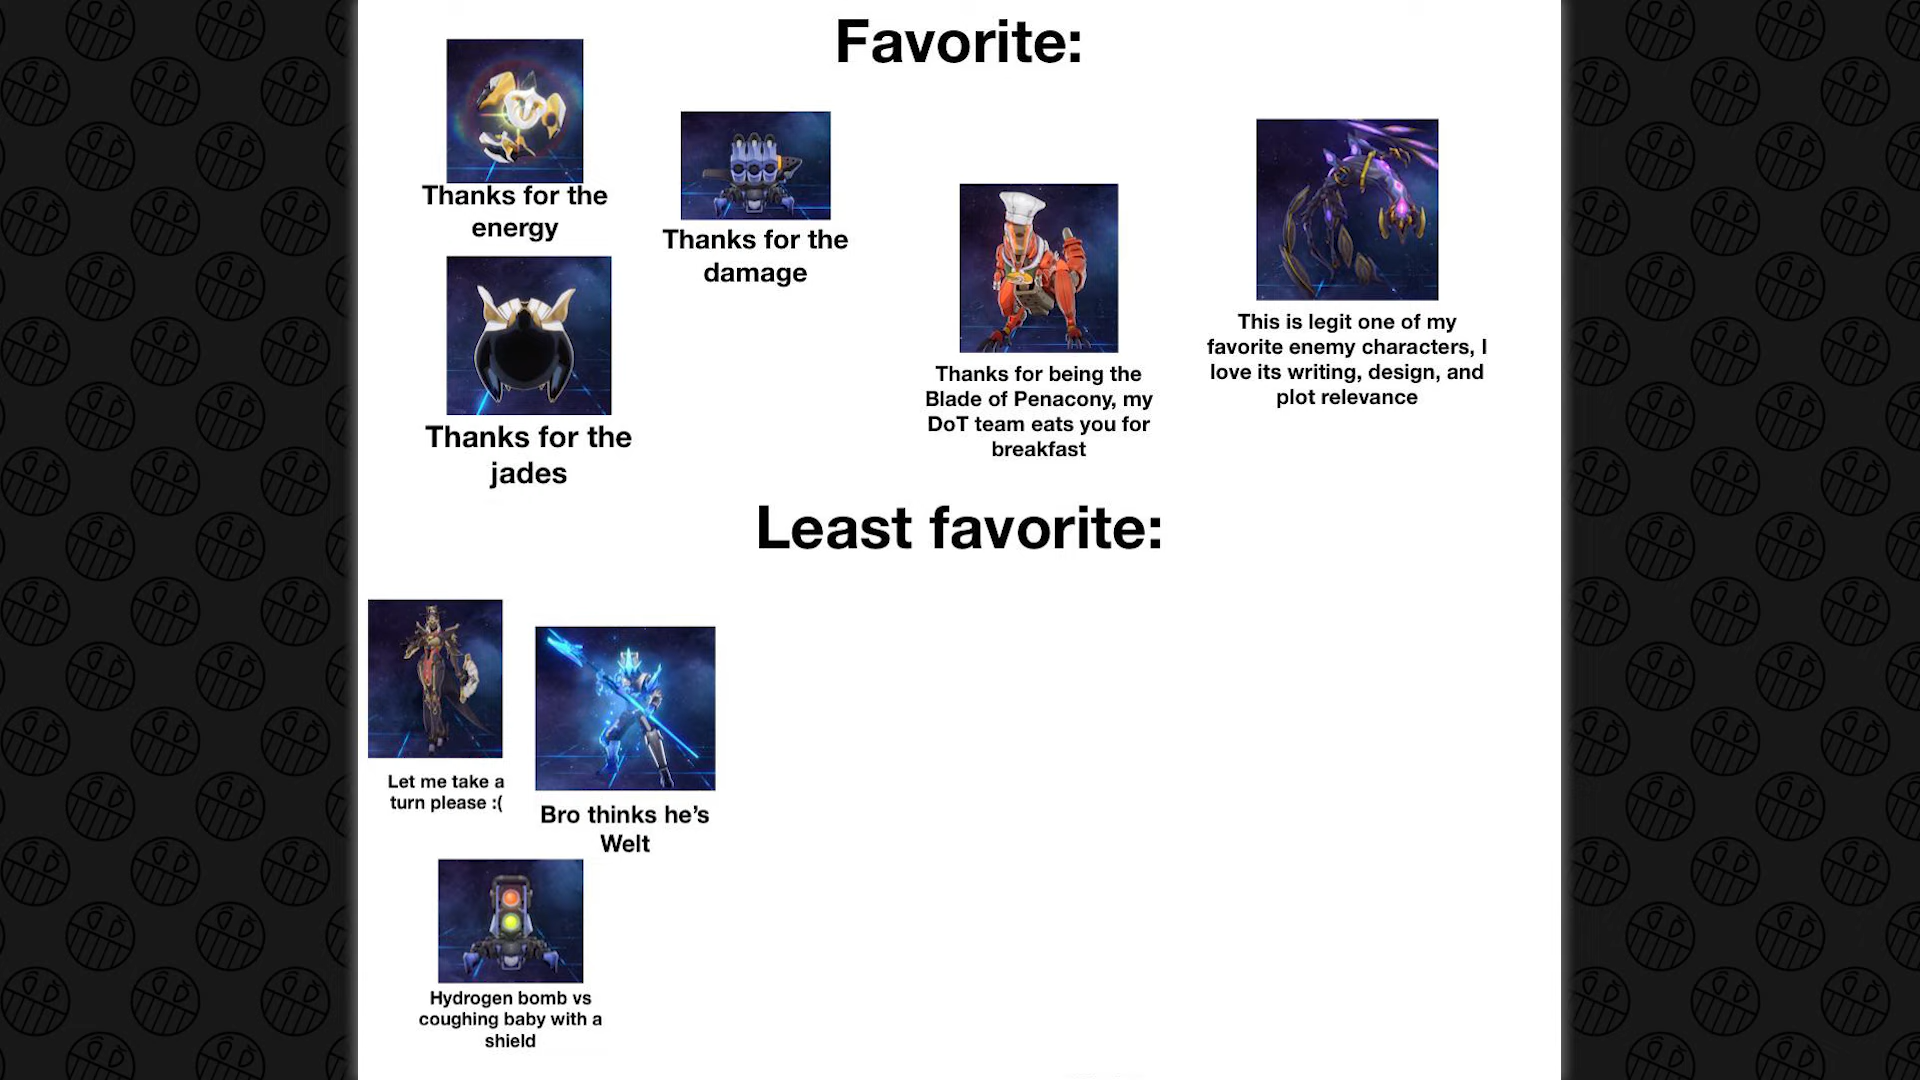 Favorite:
Thanks for the
energy
Thanks for the
damage
Thanks for the
jades
Thanks for being the
Blade of Penacony, my
DoT team eats you for
breakfast
This is legit one of my
favorite enemy characters, I
love its writing, design, and
plot relevance
Least favorite:
Let me take a
turn please :(
Bro thinks he’s
Welt
Hydrogen bomb vs
coughing baby with a
shield